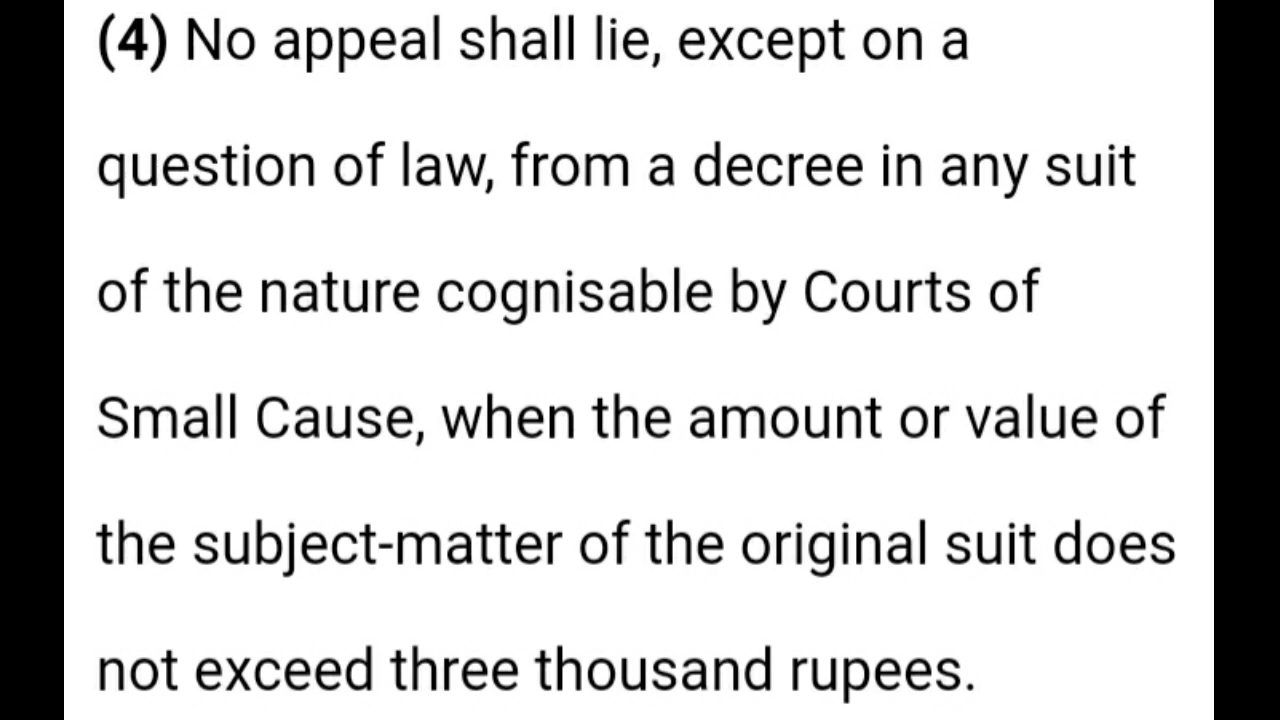 (4) No appeal shall lie, except on a
question of law, from a decree in any suit
of the nature cognisable by Courts of
Small Cause, when the amount or value of
the subject-matter of the original suit does
not exceed three thousand rupees.